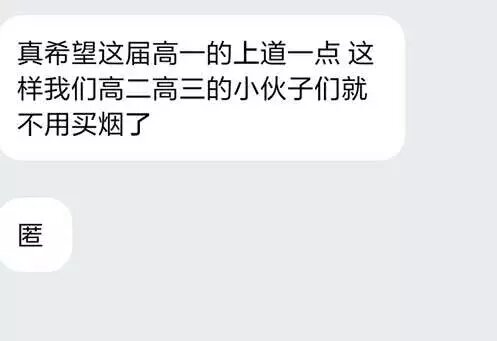 真希望这届高一的上道一点 这
样我们高二高三的小伙子们就
不用买烟了
匿